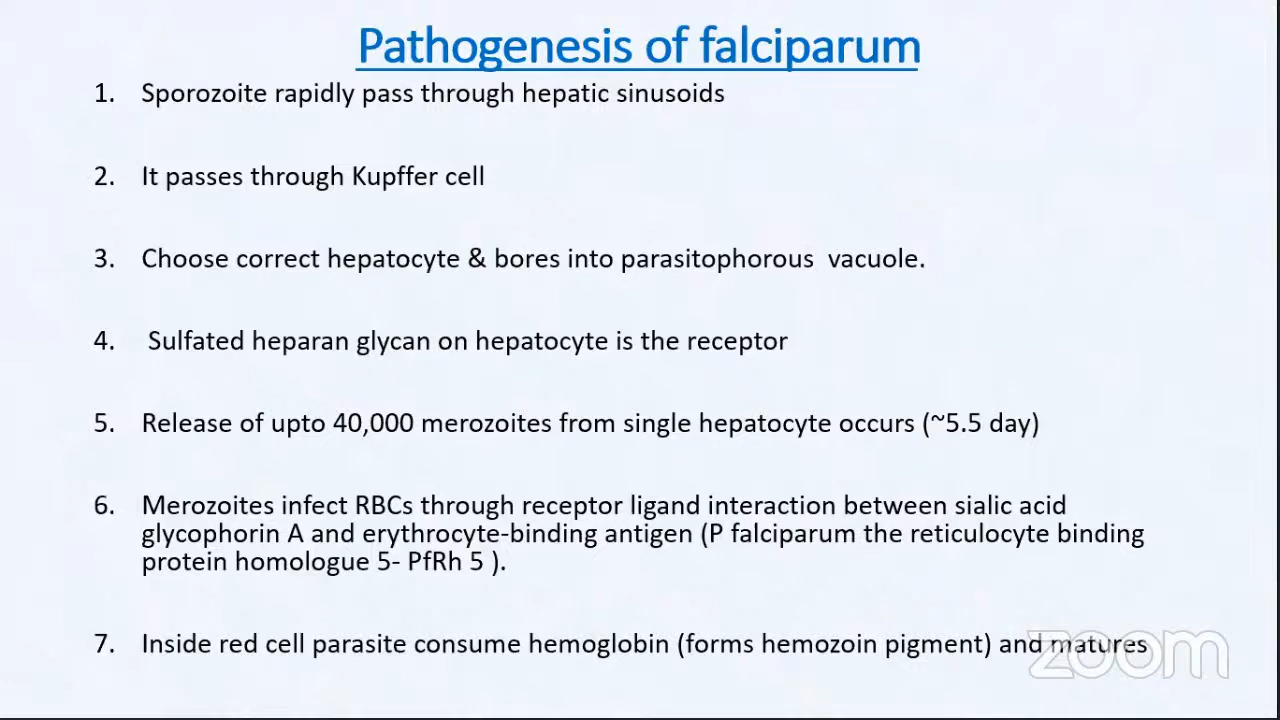 Pathogenesis of falciparum
1. Sporozoite rapidly pass through hepatic sinusoids
2. It passes through Kupffer cell
3. Choose correct hepatocyte & bores into parasitophorous vacuole.
4. Sulfated heparan glycan on hepatocyte is the receptor
5. Release of upto 40,000 merozoites from single hepatocyte occurs (~5.5 day)
6. Merozoites infect RBCs through receptor ligand interaction between sialic acid
glycophorin A and erythrocyte-binding antigen (P falciparum the reticulocyte binding
protein homologue 5- PfRh 5 ).
7. Inside red cell parasite consume hemoglobin (forms hemozoin pigment) and matures
zoom